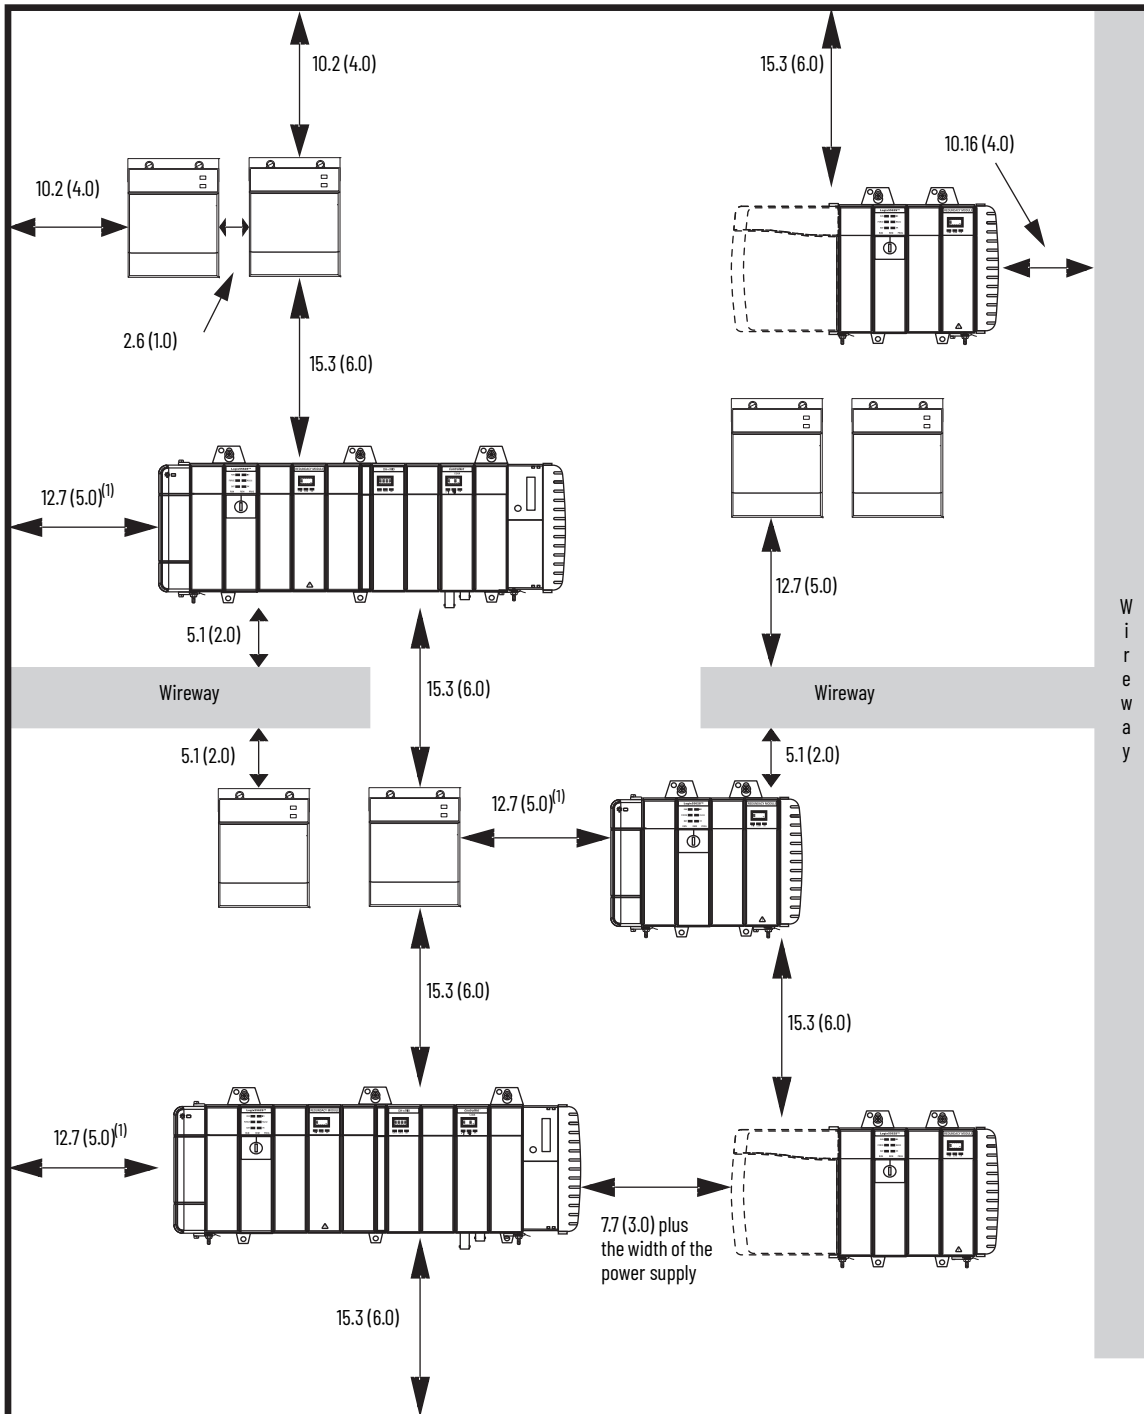 10.2 (4.0)
15.3 (6.0)
10.16 (4.0)
10.2 (4.0)
2.6 (1.0)
15.3 (6.0)
12.7 (5.0)(1)
12.7 (5.0)
5.1 (2.0)
15.3 (6.0)
Wireway
Wireway
Wireway
5.1 (2.0)
5.1 (2.0)
12.7 (5.0)(1)
15.3 (6.0)
15.3 (6.0)
12.7 (5.0)(1)
7.7 (3.0) plus
the width of the
power supply
15.3 (6.0)